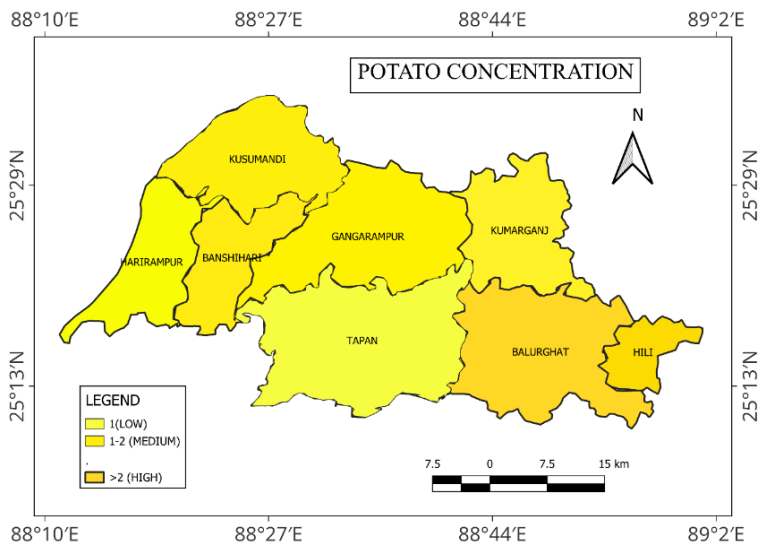 88°10′E 88°27′E 88°44′E 89°2′E
POTATO CONCENTRATION
N
KUSUMANDI
25°29′N 25°29′N
KUMARGANJ
GANGARAMPUR
HARIRAMPUR BANSHIHARI
TAPAN
BALURGHAT HILI
25°13′N 25°13′N
LEGEND
1(LOW)
1-2 (MEDIUM)
.
>2 (HIGH)
7.5 0 7.5 15 km
88°10′E 88°27′E 88°44′E 89°2′E